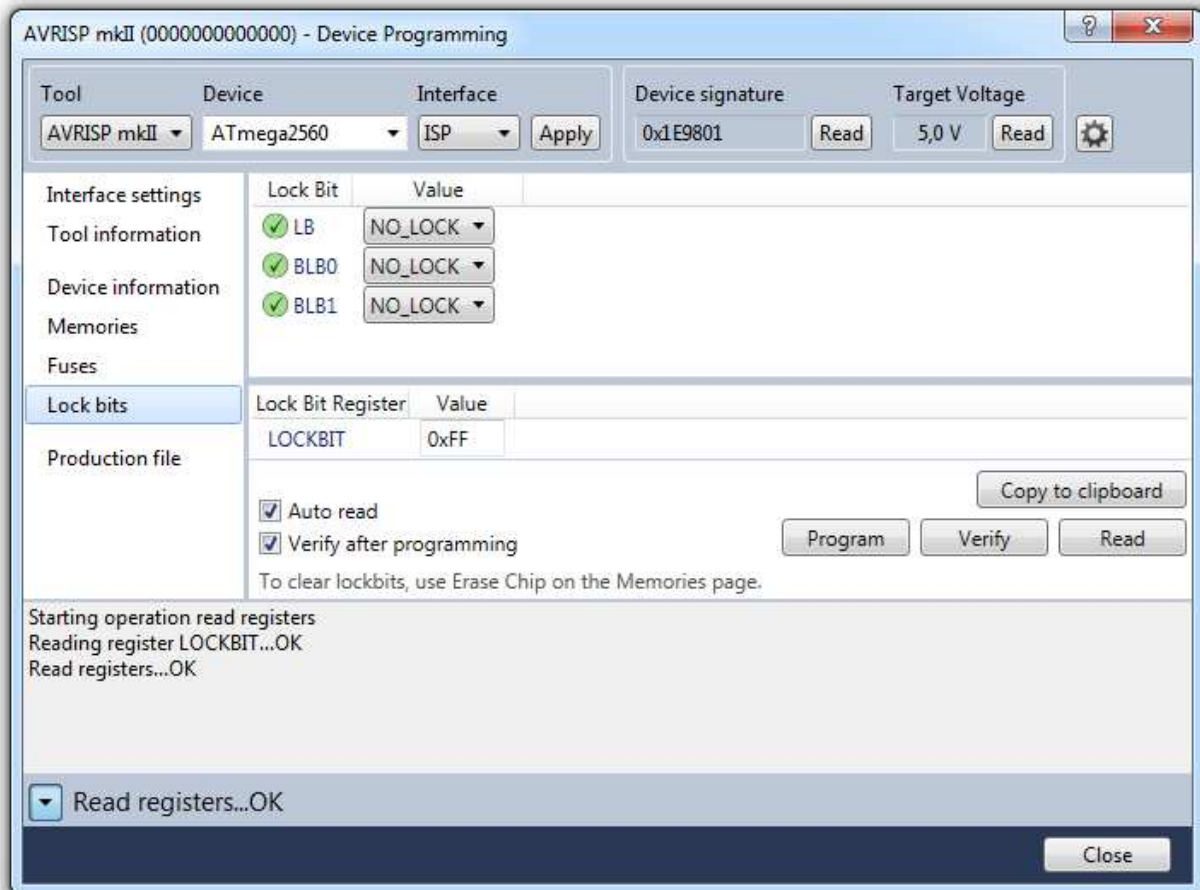 AVRISP mkII (0000000000000) - Device Programming
Tool Device Interface Device signature Target Voltage
AVRISP mkII ATmega2560 ISP Apply 0x1E9801 Read 5,0 V Read
Interface settings
Tool information
Device information
Memories
Fuses
Lock bits
Production file
Lock Bit Value
LB NO_LOCK
BLB0 NO_LOCK
BLB1 NO_LOCK
Lock Bit Register Value
LOCKBIT 0xFF
Copy to clipboard
Auto read
Verify after programming
Program Verify Read
To clear lockbits, use Erase Chip on the Memories page.
Starting operation read registers
Reading register LOCKBIT...OK
Read registers...OK
Read registers...OK
Close